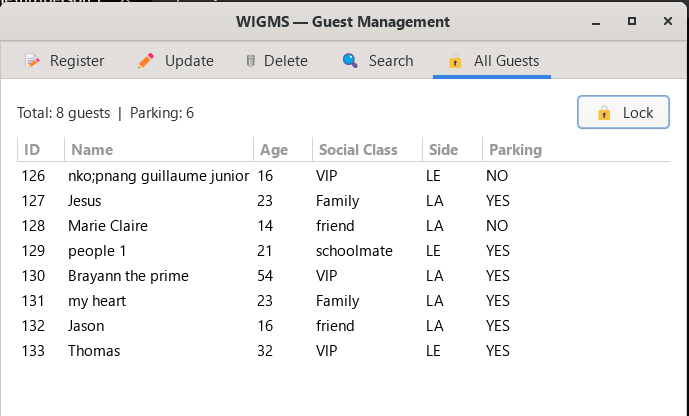 WIGMS — Guest Management
Register Update Delete Search All Guests
Total: 8 guests | Parking: 6 Lock
ID Name Age Social Class Side Parking
126 nko;pnang guillaume junior 16 VIP LE NO
127 Jesus 23 Family LA YES
128 Marie Claire 14 friend LA NO
129 people 1 21 schoolmate LE YES
130 Brayann the prime 54 VIP LA YES
131 my heart 23 Family LA YES
132 Jason 16 friend LA YES
133 Thomas 32 VIP LE YES